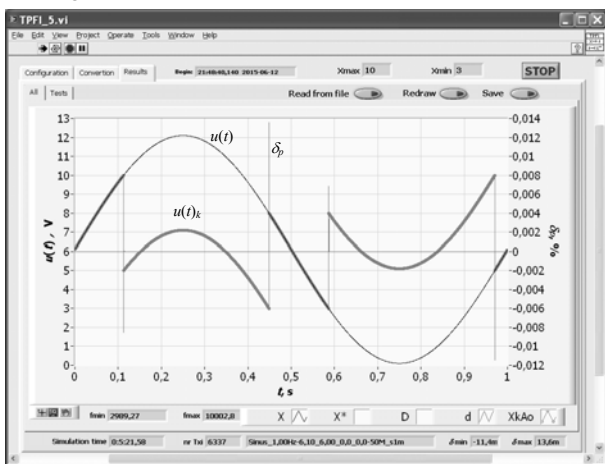 TPFI_5.vi
File Edit View Project Operate Tools Window Help
Configuration Convertion Results Begin: 21:48:48,140 2015-06-12 Xmax 10 Xmin 3 STOP
All Tests Read from file Redraw Save
u(t) δp u(t)k
13 12 11 10 9 8 7 6 5 4 3 2 1 0
u(t), V
0,014 0,012 0,01 0,008 0,006 0,004 0,002 0 -0,002 -0,004 -0,006 -0,008 -0,01 -0,012
δp, %
0 0,1 0,2 0,3 0,4 0,5 0,6 0,7 0,8 0,9 1
t, s
fmin 2989,27 fmax 10002,8 X X* D d XkAo
Simulation time 0:5:21,58 nr Txi 6337 Sinus_1,00Hz-6,10_6,00_0,0_0,0-50M_s1m δmin -11,4m δmax 13,6m